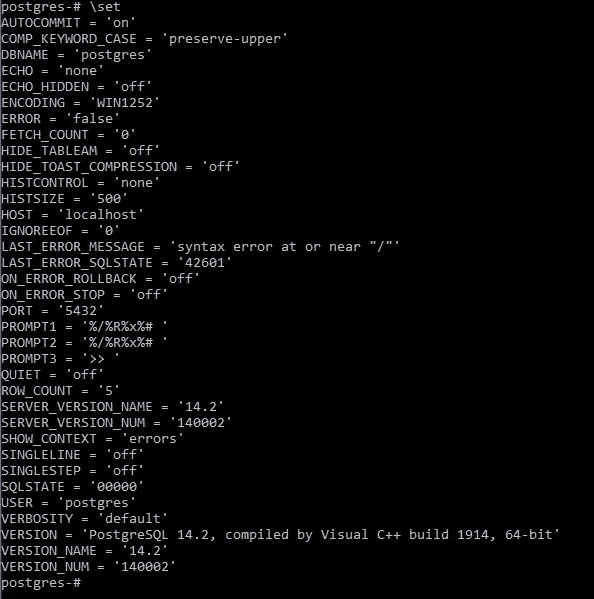 postgres-# \set
AUTOCOMMIT = 'on'
COMP_KEYWORD_CASE = 'preserve-upper'
DBNAME = 'postgres'
ECHO = 'none'
ECHO_HIDDEN = 'off'
ENCODING = 'WIN1252'
ERROR = 'false'
FETCH_COUNT = '0'
HIDE_TABLEAM = 'off'
HIDE_TOAST_COMPRESSION = 'off'
HISTCONTROL = 'none'
HISTSIZE = '500'
HOST = 'localhost'
IGNOREEOF = '0'
LAST_ERROR_MESSAGE = 'syntax error at or near "/"'
LAST_ERROR_SQLSTATE = '42601'
ON_ERROR_ROLLBACK = 'off'
ON_ERROR_STOP = 'off'
PORT = '5432'
PROMPT1 = '%/%R%x%# '
PROMPT2 = '%/%R%x%# '
PROMPT3 = '>> '
QUIET = 'off'
ROW_COUNT = '5'
SERVER_VERSION_NAME = '14.2'
SERVER_VERSION_NUM = '140002'
SHOW_CONTEXT = 'errors'
SINGLELINE = 'off'
SINGLESTEP = 'off'
SQLSTATE = '00000'
USER = 'postgres'
VERBOSITY = 'default'
VERSION = 'PostgreSQL 14.2, compiled by Visual C++ build 1914, 64-bit'
VERSION_NAME = '14.2'
VERSION_NUM = '140002'
postgres-#